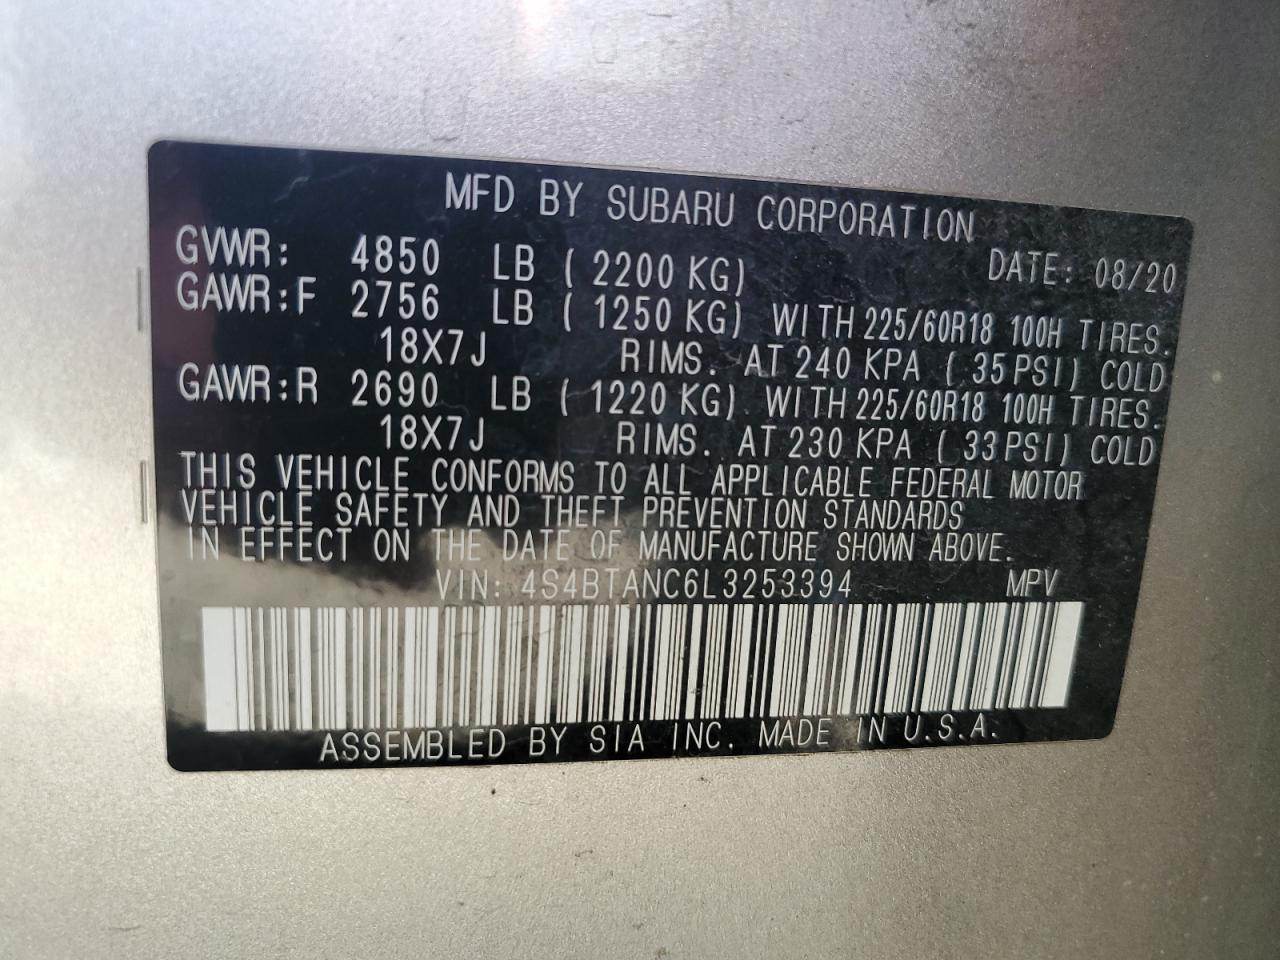 MFD BY SUBARU CORPORATION
GVWR: 4850 LB ( 2200 KG) DATE: 08/20
GAWR:F 2756 LB ( 1250 KG) WITH 225/60R18 100H TIRES.
18X7J RIMS. AT 240 KPA ( 35 PSI) COLD
GAWR:R 2690 LB ( 1220 KG) WITH 225/60R18 100H TIRES.
18X7J RIMS. AT 230 KPA ( 33 PSI) COLD
THIS VEHICLE CONFORMS TO ALL APPLICABLE FEDERAL MOTOR
VEHICLE SAFETY AND THEFT PREVENTION STANDARDS
IN EFFECT ON THE DATE OF MANUFACTURE SHOWN ABOVE.
VIN: 4S4BTANC6L3253394 MPV
ASSEMBLED BY SIA INC. MADE IN U.S.A.